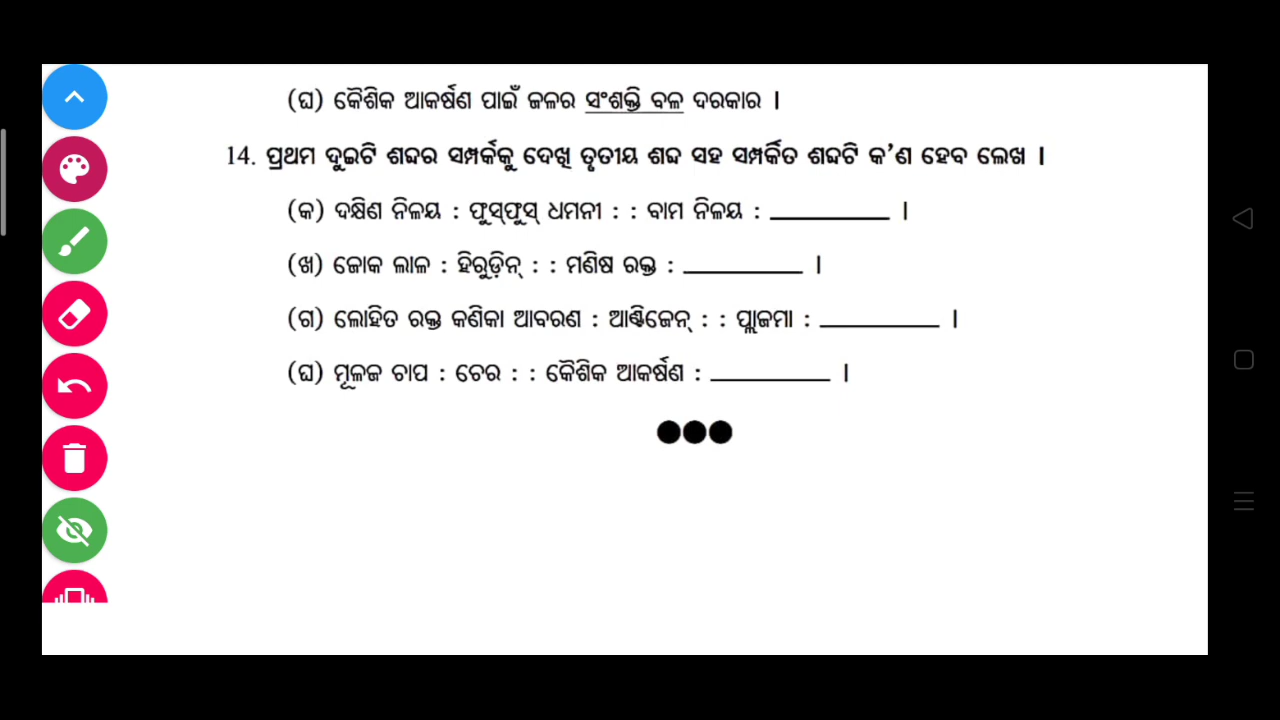 (ଘ) କୈଶିକ ଆକର୍ଷଣ ପାଇଁ ଜଳର ସଂଶକ୍ତି ବଳ ଦରକାର ।
14. ପ୍ରଥମ ଦୁଇଟି ଶବ୍ଦର ସମ୍ପର୍କକୁ ଦେଖି ତୃତୀୟ ଶବ୍ଦ ସହ ସମ୍ପର୍କିତ ଶବ୍ଦଟି କ'ଣ ହେବ ଲେଖ ।
(କ) ଦକ୍ଷିଣ ନିଳୟ : ଫୁସ୍‌ଫୁସ୍ ଧମନୀ : : ବାମ ନିଳୟ : __________ ।
(ଖ) ଜୋକ ଲାଳ : ହିରୁଡ଼ିନ୍ : : ମଣିଷ ରକ୍ତ : __________ ।
(ଗ) ଲୋହିତ ରକ୍ତ କଣିକା ଆବରଣ : ଆଣ୍ଟିଜେନ୍ : : ପ୍ଲାଜମା : __________ ।
(ଘ) ମୂଳଜ ଚାପ : ଚେର : : କୈଶିକ ଆକର୍ଷଣ : __________ ।